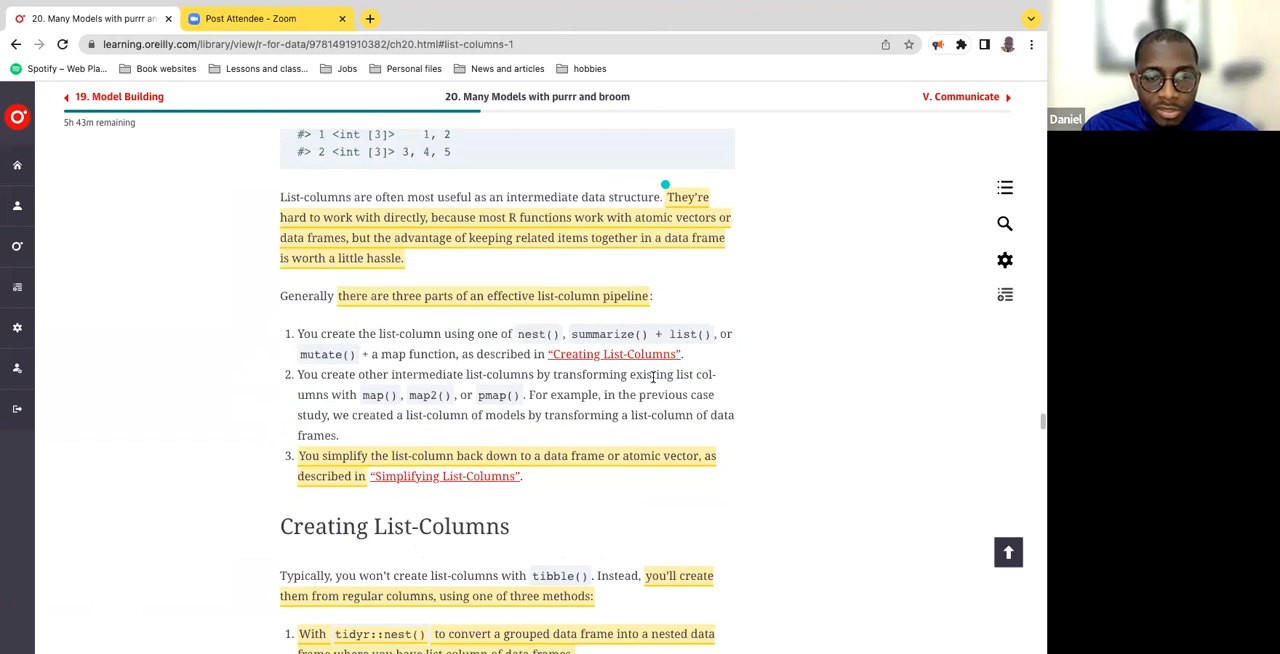 20. Many Models with purrr and
Post Attendee - Zoom
learning.oreilly.com/library/view/r-for-data/9781491910382/ch20.html#list-columns-1
Spotify – Web Pla...
Book websites
Lessons and class...
Jobs
Personal files
News and articles
hobbies
Daniel
19. Model Building
20. Many Models with purrr and broom
V. Communicate
5h 43m remaining
#> 1 <int [3]> 1, 2
#> 2 <int [3]> 3, 4, 5
List-columns are often most useful as an intermediate data structure. They’re
hard to work with directly, because most R functions work with atomic vectors or
data frames, but the advantage of keeping related items together in a data frame
is worth a little hassle.
Generally there are three parts of an effective list-column pipeline:
1. You create the list-column using one of nest(), summarize() + list(), or
mutate() + a map function, as described in “Creating List-Columns”.
2. You create other intermediate list-columns by transforming existing list col-
umns with map(), map2(), or pmap(). For example, in the previous case
study, we created a list-column of models by transforming a list-column of data
frames.
3. You simplify the list-column back down to a data frame or atomic vector, as
described in “Simplifying List-Columns”.
Creating List-Columns
Typically, you won’t create list-columns with tibble(). Instead, you’ll create
them from regular columns, using one of three methods:
1. With tidyr::nest() to convert a grouped data frame into a nested data
frame where you have list-column of data frames.